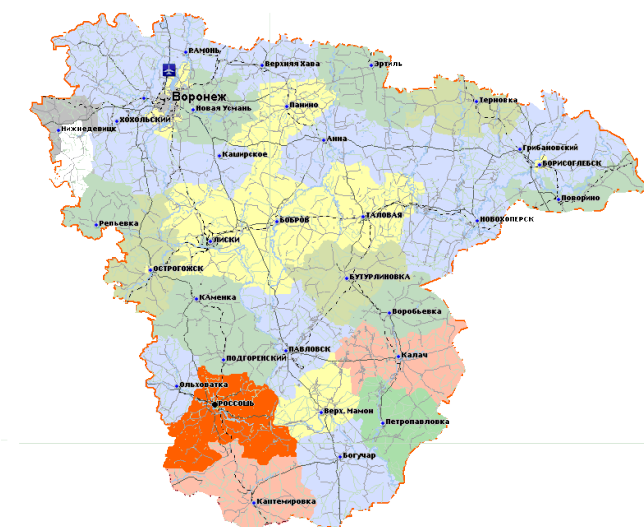 РАМОНЬ
Верхняя Хава
Эртиль
Воронеж
Новая Усмань
Панино
Терновка
ХОХОЛЬСКИЙ
Нижнедевицк
Анна
Грибановский
Каширское
БОРИСОГЛЕБСК
Поворино
Репьевка
БОБРОВ
ТАЛОВАЯ
НОВОХОПЕРСК
ЛИСКИ
ОСТРОГОЖСК
БУТУРЛИНОВКА
КАменка
Воробьевка
ПАВЛОВСК
Калач
ПОДГОРЕНСКИЙ
Ольховатка
РОССОШЬ
Верх. Мамон
Петропавловка
Богучар
Кантемировка